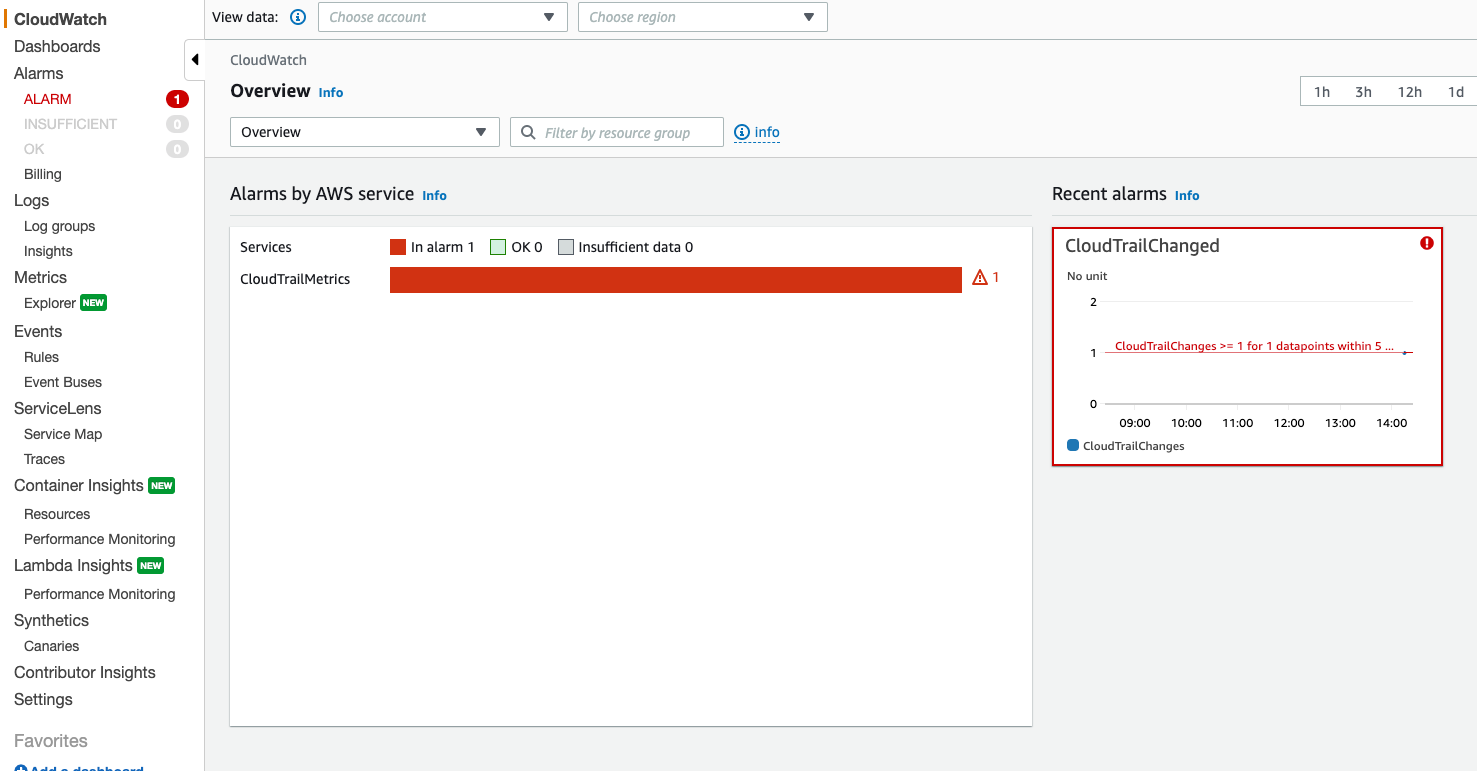 CloudWatch
Dashboards
Alarms
ALARM 1
INSUFFICIENT 0
OK 0
Billing
Logs
Log groups
Insights
Metrics
Explorer NEW
Events
Rules
Event Buses
ServiceLens
Service Map
Traces
Container Insights NEW
Resources
Performance Monitoring
Lambda Insights NEW
Performance Monitoring
Synthetics
Canaries
Contributor Insights
Settings
Favorites
Add a dashboard
View data: Choose account Choose region
CloudWatch
Overview Info
1h 3h 12h 1d
Overview Filter by resource group info
Alarms by AWS service Info
Services In alarm 1 OK 0 Insufficient data 0
CloudTrailMetrics 1
Recent alarms Info
CloudTrailChanged
No unit
2
CloudTrailChanges >= 1 for 1 datapoints within 5 ...
1
0
09:00 10:00 11:00 12:00 13:00 14:00
CloudTrailChanges